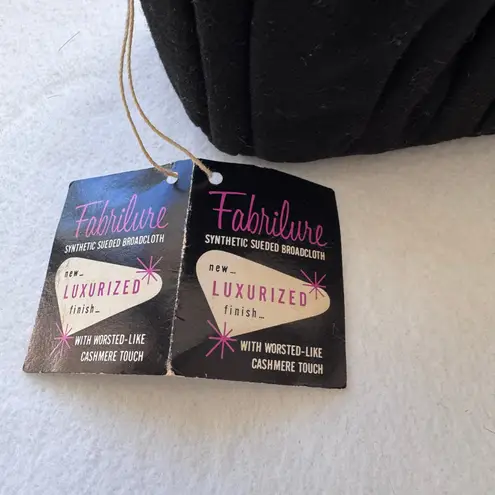 Fabrilure
SYNTHETIC SUEDED BROADCLOTH
new...
LUXURIZED
finish...
WITH WORSTED-LIKE
CASHMERE TOUCH
Fabrilure
SYNTHETIC SUEDED BROADCLOTH
new...
LUXURIZED
finish...
WITH WORSTED-LIKE
CASHMERE TOUCH